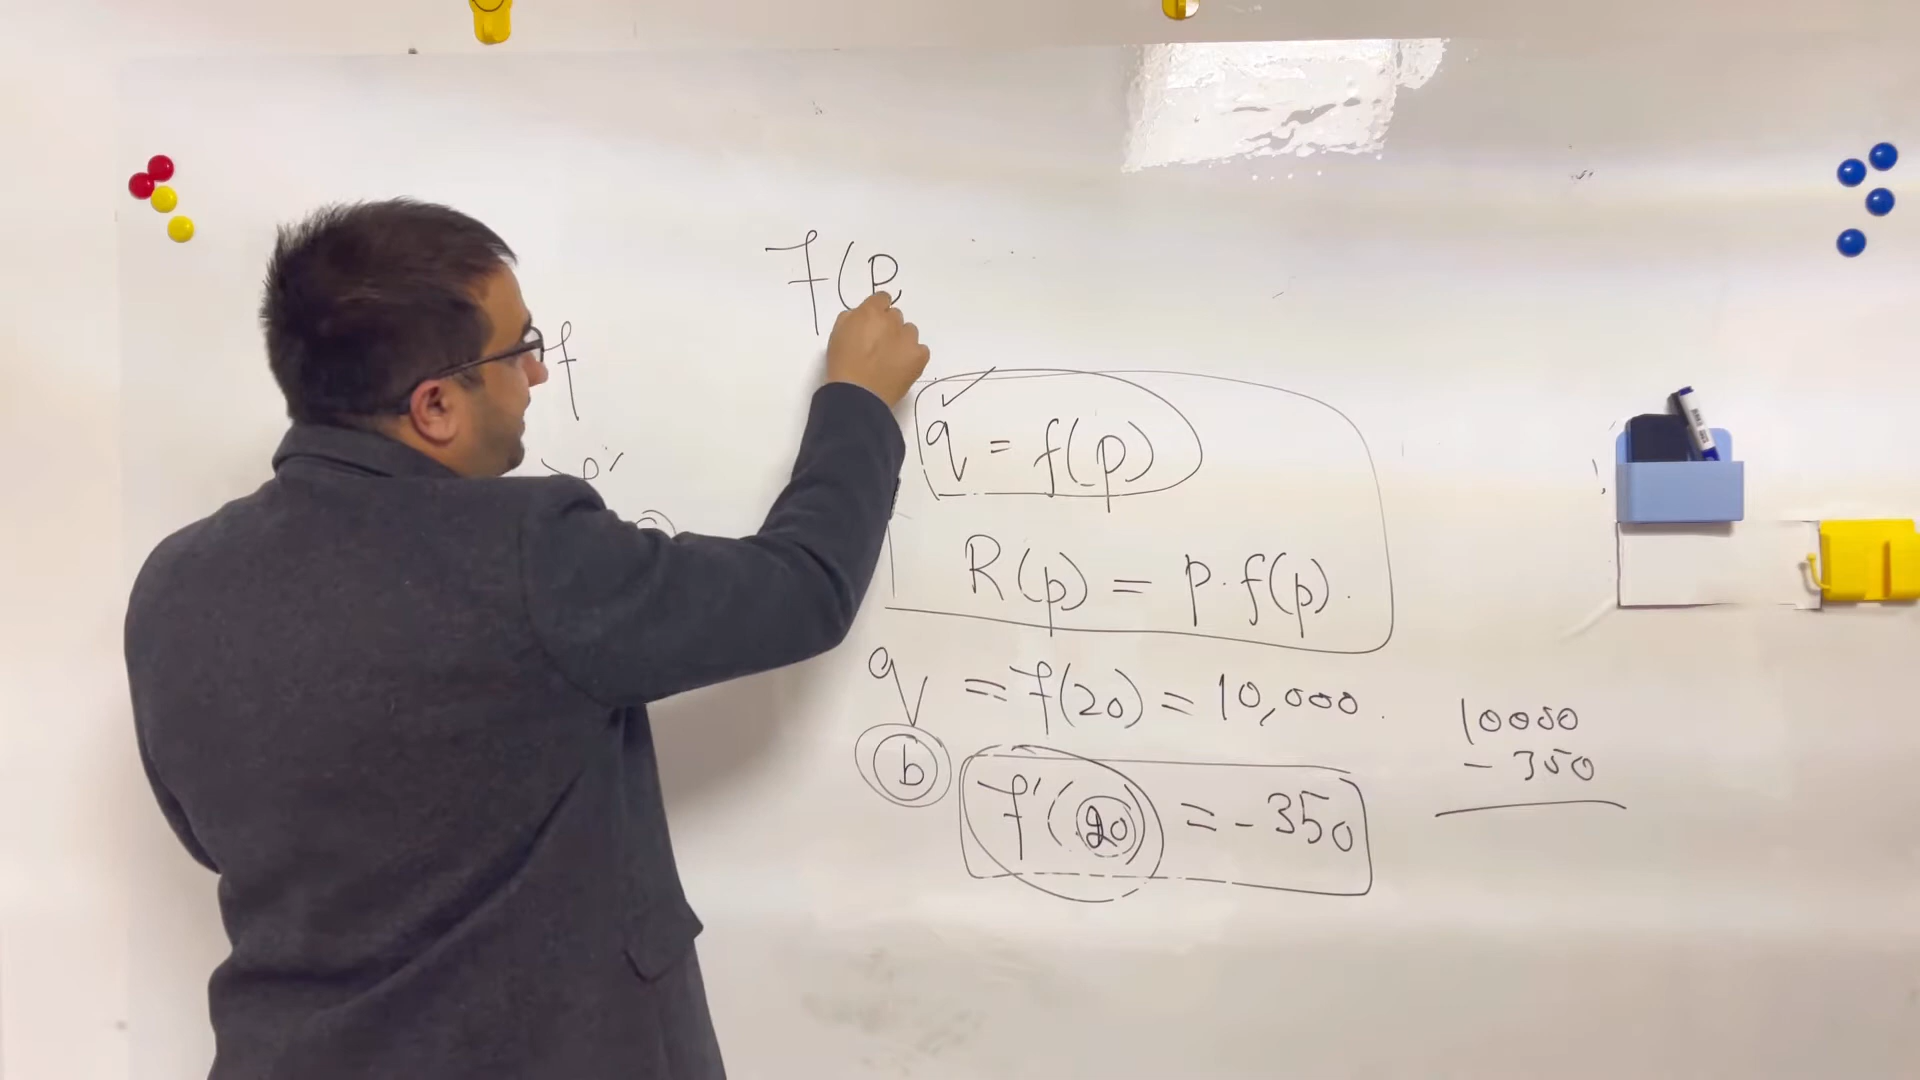 f(p
f
q = f(p)
R(p) = p. f(p).
q = f(20) = 10,000.
10000
- 350
b f'(20) = -350